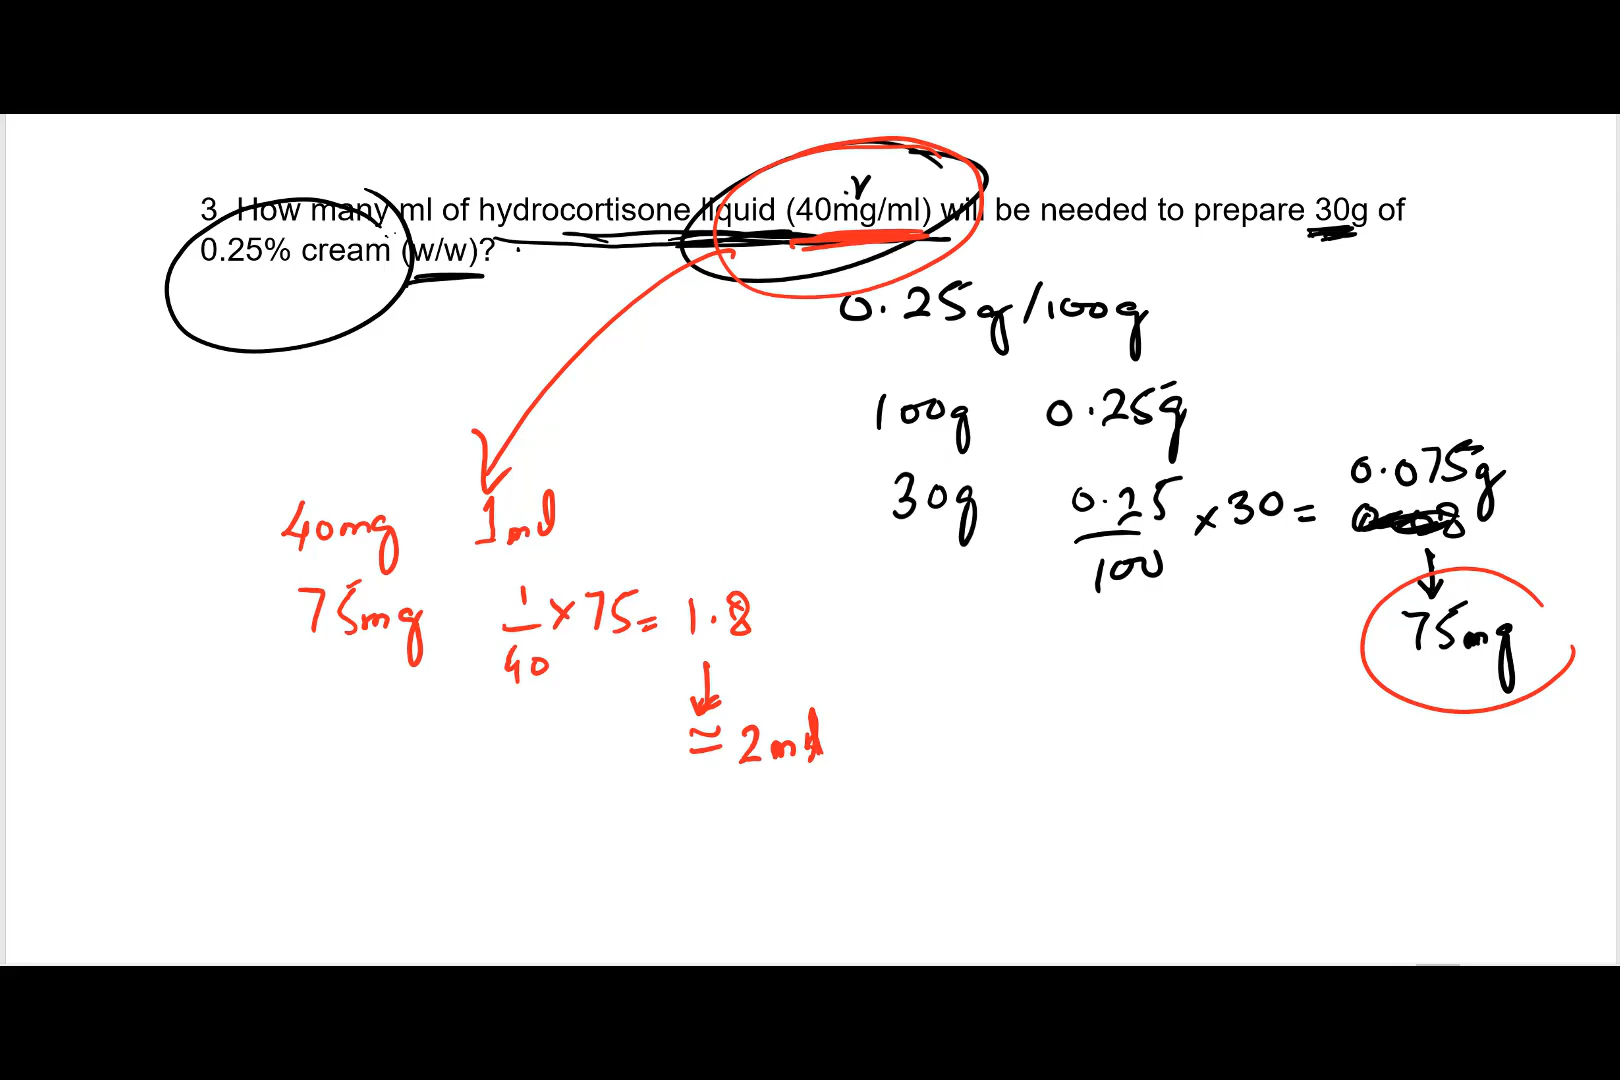 3. How many ml of hydrocortisone liquid (40mg/ml) will be needed to prepare 30g of
0.25% cream (w/w)?
0.25g/100g
100g 0.25g
30g 0.25/100 × 30 = 0.075g
75mg
40mg 1ml
75mg 1/40 × 75 = 1.8
≅ 2ml